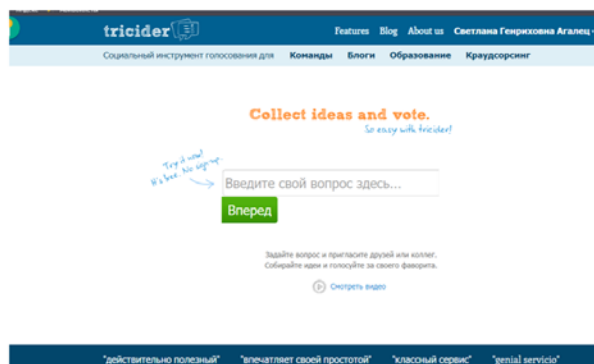 tricider
Features Blog About us Светлана Генриховна Агалец
Социальный инструмент голосования для Команды Блоги Образование Краудсорсинг
Collect ideas and vote.
So easy with tricider!
Try it now!
It's free. No sign up.
Введите свой вопрос здесь...
Вперед
Задайте вопрос и пригласите друзей или коллег.
Собирайте идеи и голосуйте за своего фаворита.
Смотреть видео
"действительно полезный" "впечатляет своей простотой" "классный сервис" "genial servicio"